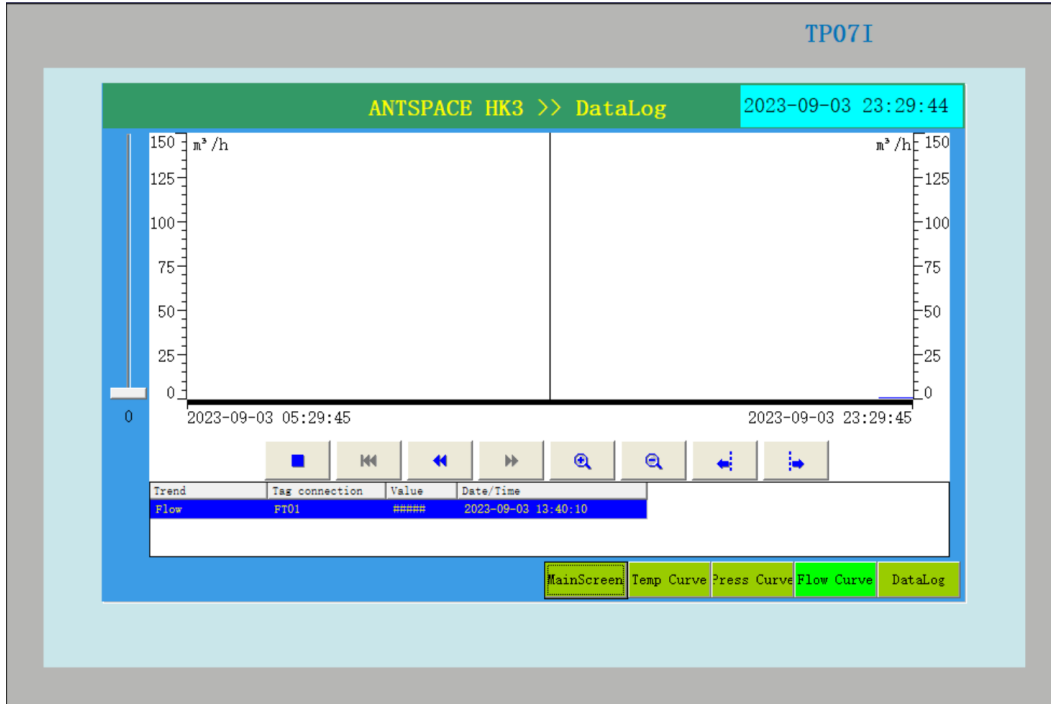 TP07I
ANTSPACE HK3 >> DataLog
2023-09-03 23:29:44
150 m³/h m³/h 150
125 125
100 100
75 75
50 50
25 25
0 0
0
2023-09-03 05:29:45 2023-09-03 23:29:45
Trend Tag connection Value Date/Time
Flow FT01 ##### 2023-09-03 13:40:10
MainScreen Temp Curve Press Curve Flow Curve DataLog